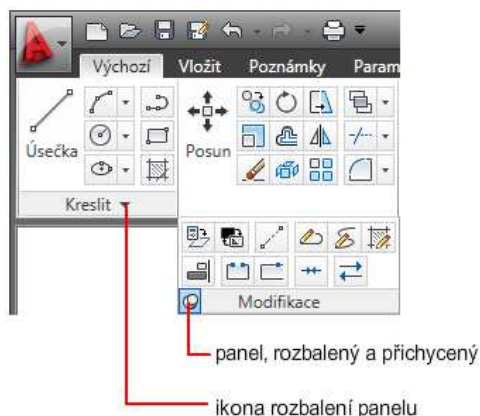 Výchozí Vložit Poznámky Param
Úsečka
Posun
Kreslit
Modifikace
panel, rozbalený a přichycený
ikona rozbalení panelu